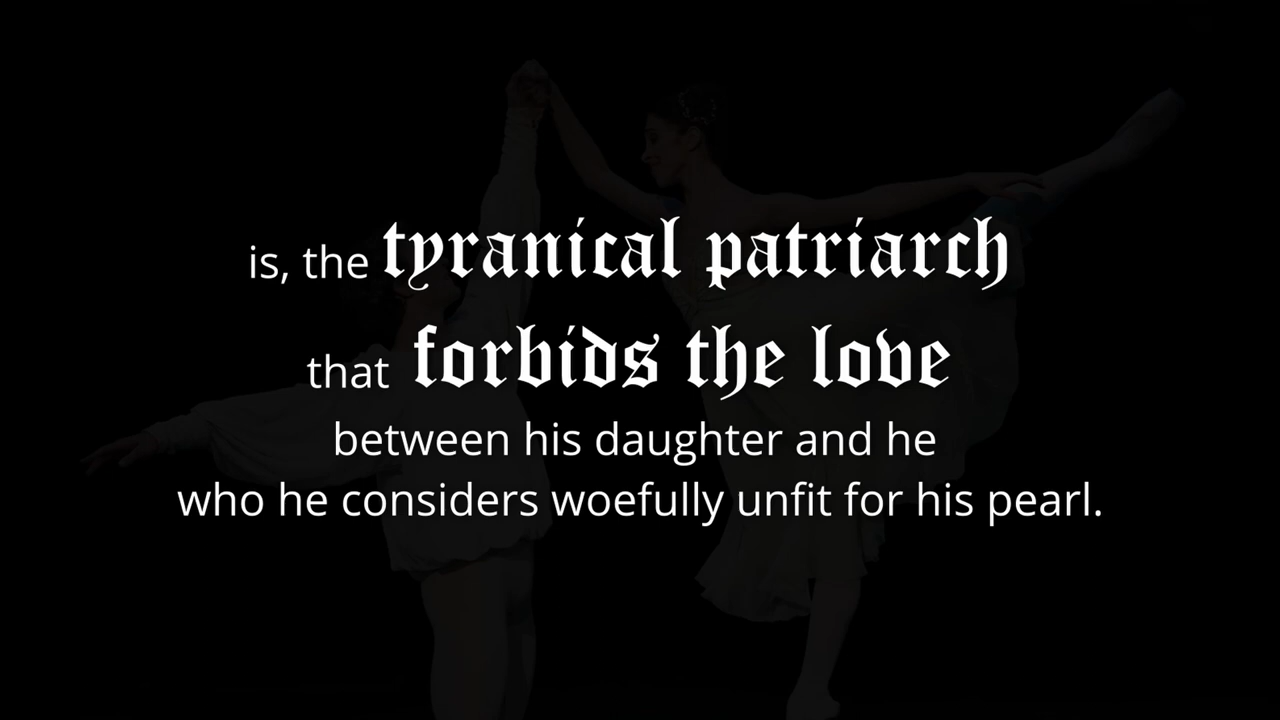 is, the tyranical patriarch
that forbids the love
between his daughter and he
who he considers woefully unfit for his pearl.